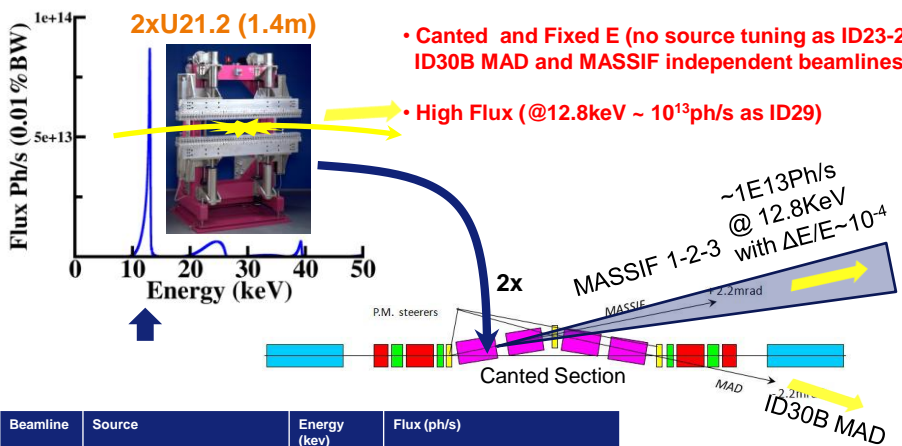 2xU21.2 (1.4m)
1e+14
5e+13
0
Flux Ph/s (0.01%BW)
0 10 20 30 40 50
Energy (keV)
• Canted and Fixed E (no source tuning as ID23-2
ID30B MAD and MASSIF independent beamlines
• High Flux (@12.8keV ~ 10¹³ph/s as ID29)
~1E13Ph/s
@ 12.8KeV
with ΔE/E~10⁻⁴
MASSIF 1-2-3
2x
P.M. steerers
MASSIF
2.2mrad
Canted Section
MAD
-2.2mr
ID30B MAD
Beamline Source Energy Flux (ph/s)
(kev)